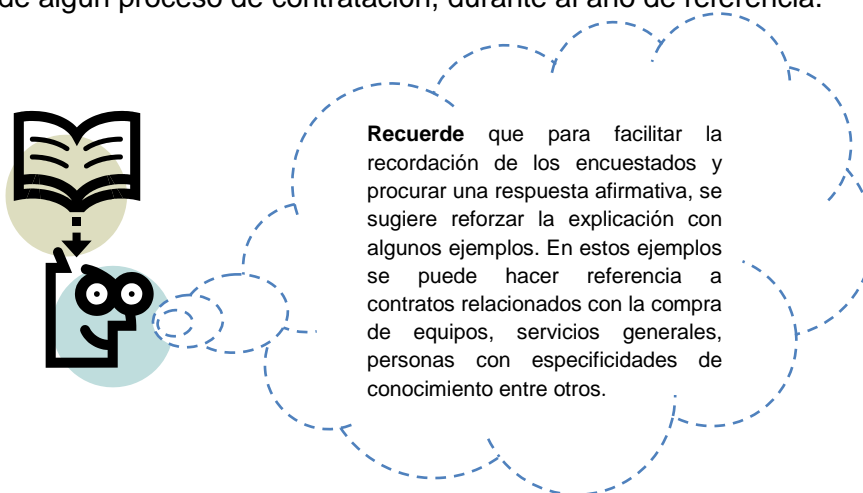 de algún proceso de contratación, durante al año de referencia.
Recuerde que para facilitar la
recordación de los encuestados y
procurar una respuesta afirmativa, se
sugiere reforzar la explicación con
algunos ejemplos. En estos ejemplos
se puede hacer referencia a
contratos relacionados con la compra
de equipos, servicios generales,
personas con especificidades de
conocimiento entre otros.